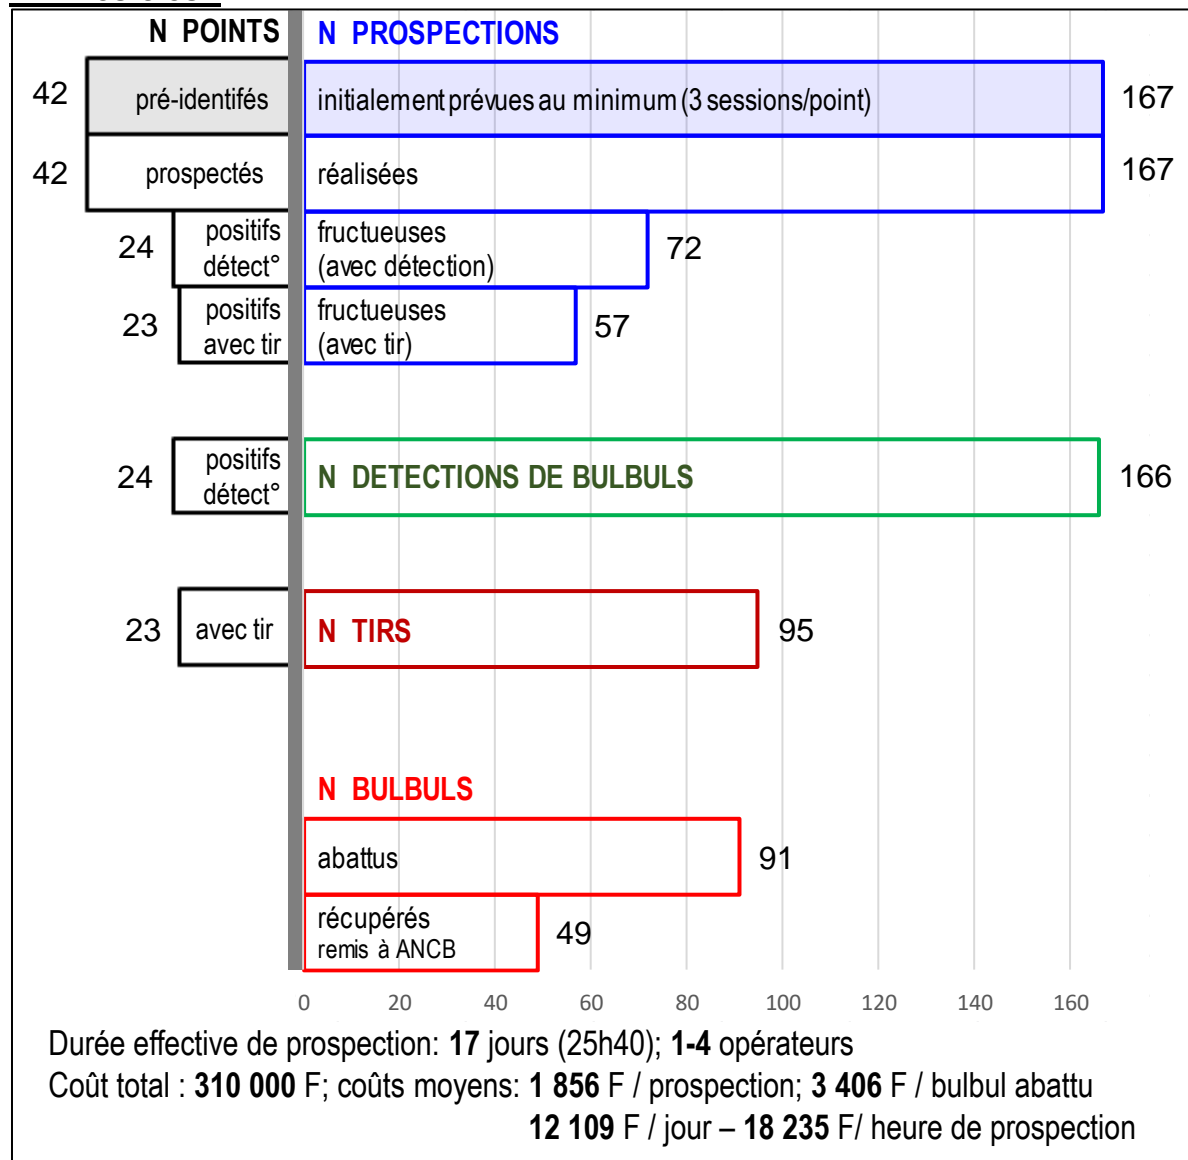 N POINTS N PROSPECTIONS
42 pré-identifés initialement prévues au minimum (3 sessions/point) 167
42 prospectés réalisées 167
24 positifs détect° fructueuses (avec détection) 72
23 positifs avec tir fructueuses (avec tir) 57
24 positifs détect° N DETECTIONS DE BULBULS 166
23 avec tir N TIRS 95
N BULBULS
abattus 91
récupérés remis à ANCB 49
0 20 40 60 80 100 120 140 160
Durée effective de prospection: 17 jours (25h40); 1-4 opérateurs
Coût total : 310 000 F; coûts moyens: 1 856 F / prospection; 3 406 F / bulbul abattu
12 109 F / jour – 18 235 F/ heure de prospection